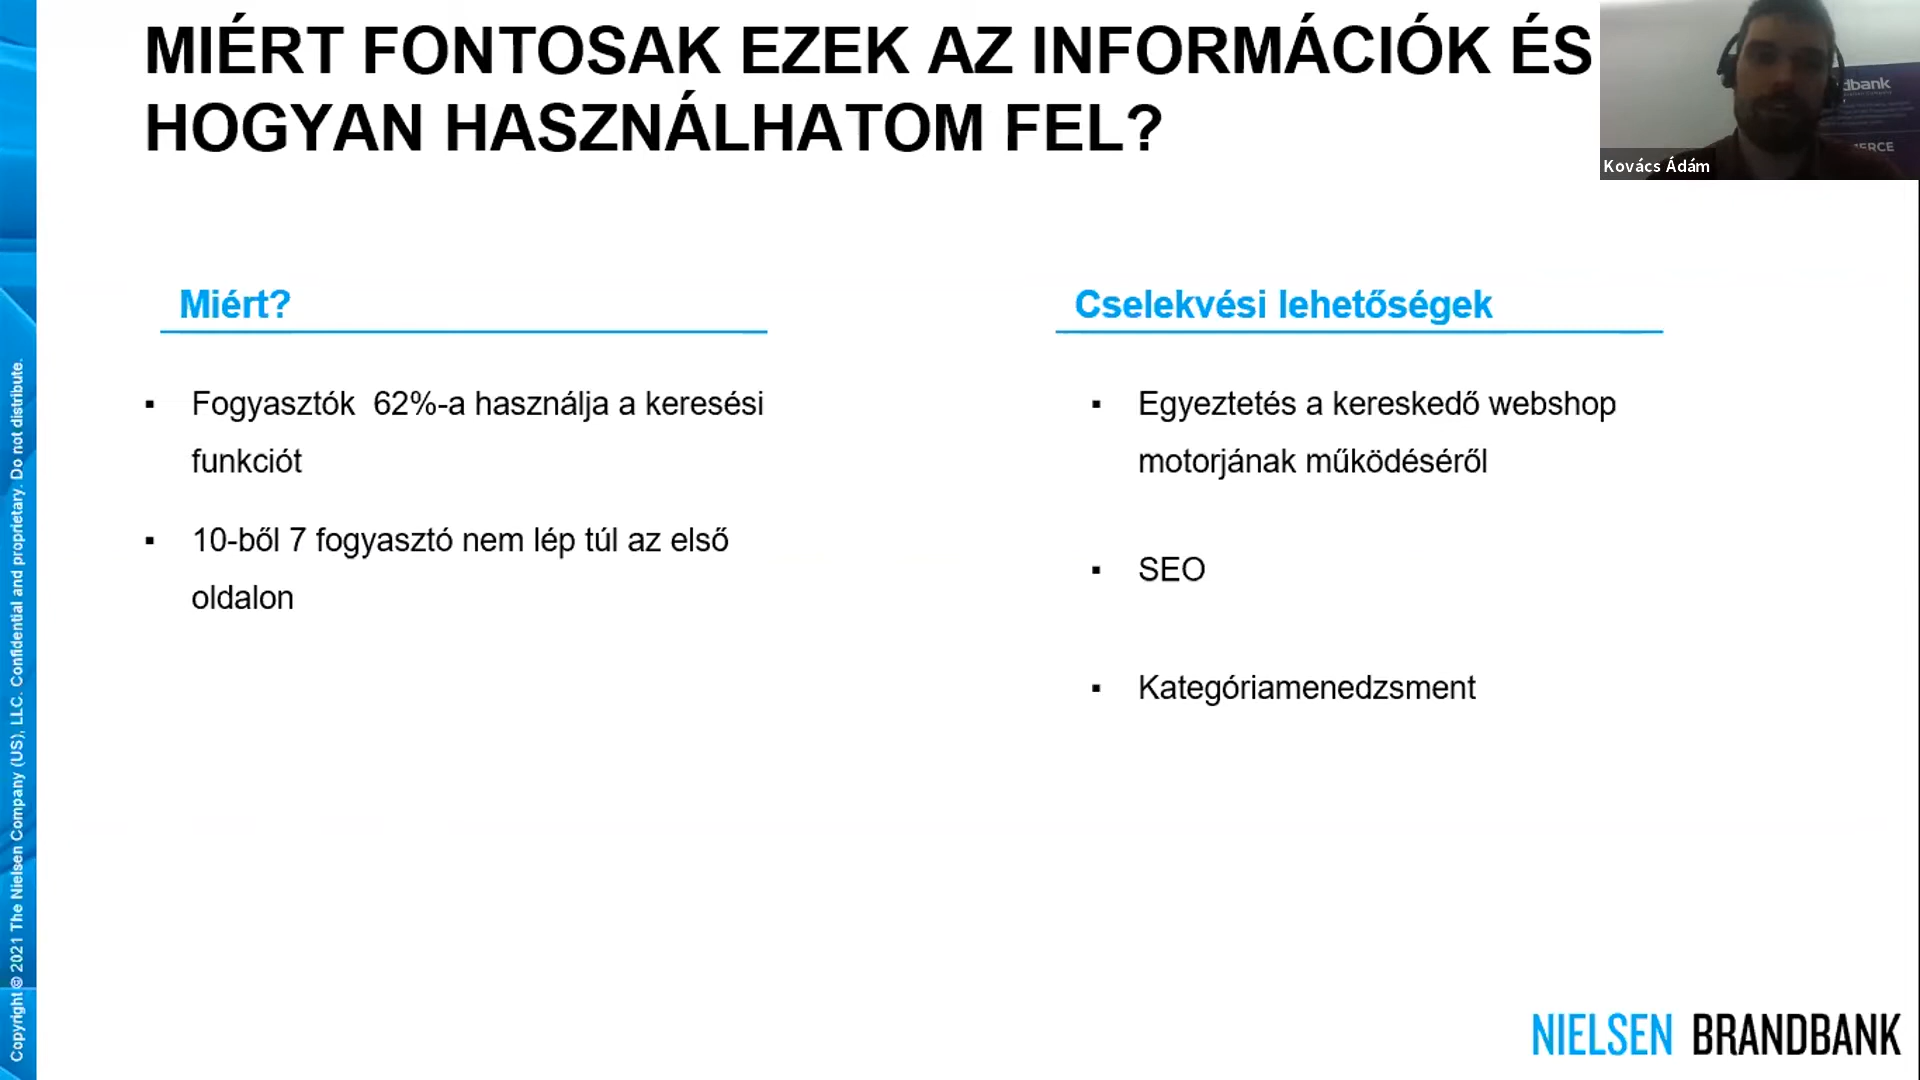 MIÉRT FONTOSAK EZEK AZ INFORMÁCIÓK ÉS
HOGYAN HASZNÁLHATOM FEL?
dbank
MERCE
Kovács Ádám
Miért?
▪ Fogyasztók 62%-a használja a keresési
funkciót
▪ 10-ből 7 fogyasztó nem lép túl az első
oldalon
Cselekvési lehetőségek
▪ Egyeztetés a kereskedő webshop
motorjának működéséről
▪ SEO
▪ Kategóriamenedzsment
Copyright © 2021 The Nielsen Company (US), LLC. Confidential and proprietary. Do not distribute.
NIELSEN BRANDBANK